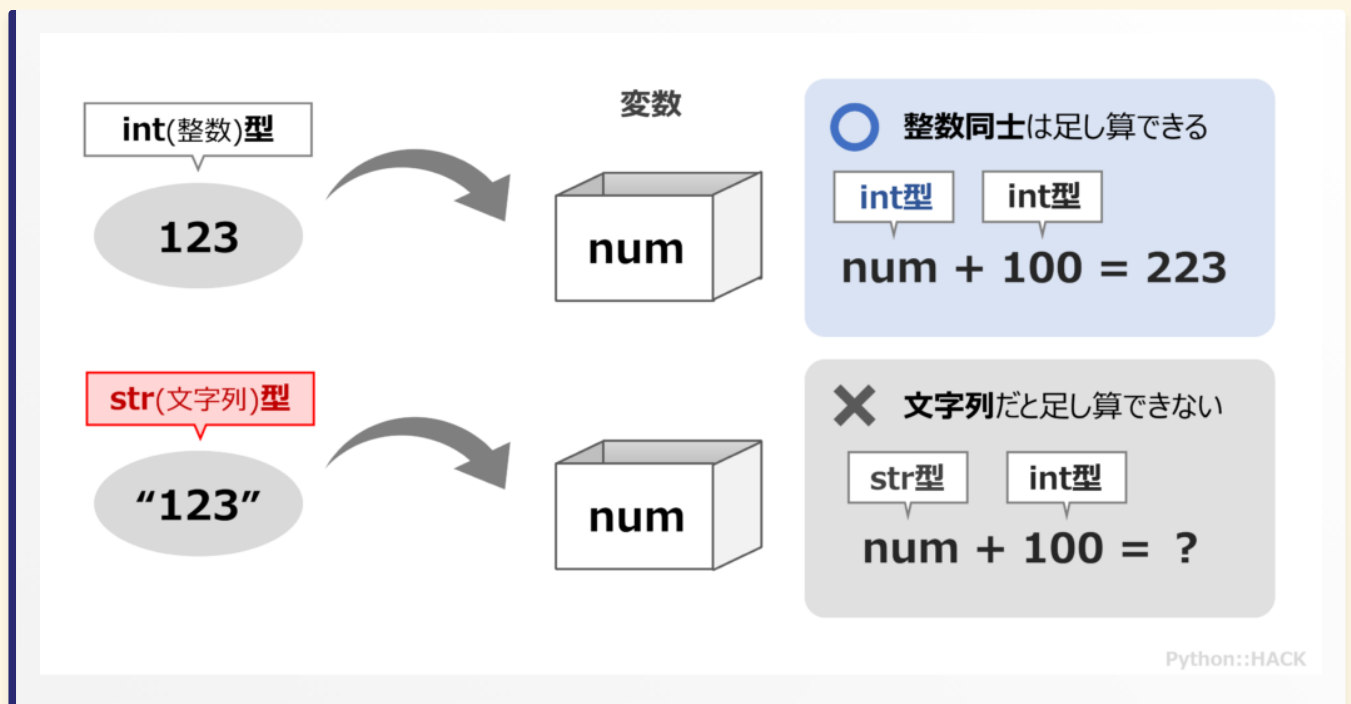 int(整数)型
123
変数
num
整数同士は足し算できる
int型 int型
num + 100 = 223
str(文字列)型
“123”
num
文字列だと足し算できない
str型 int型
num + 100 = ?
Python::HACK